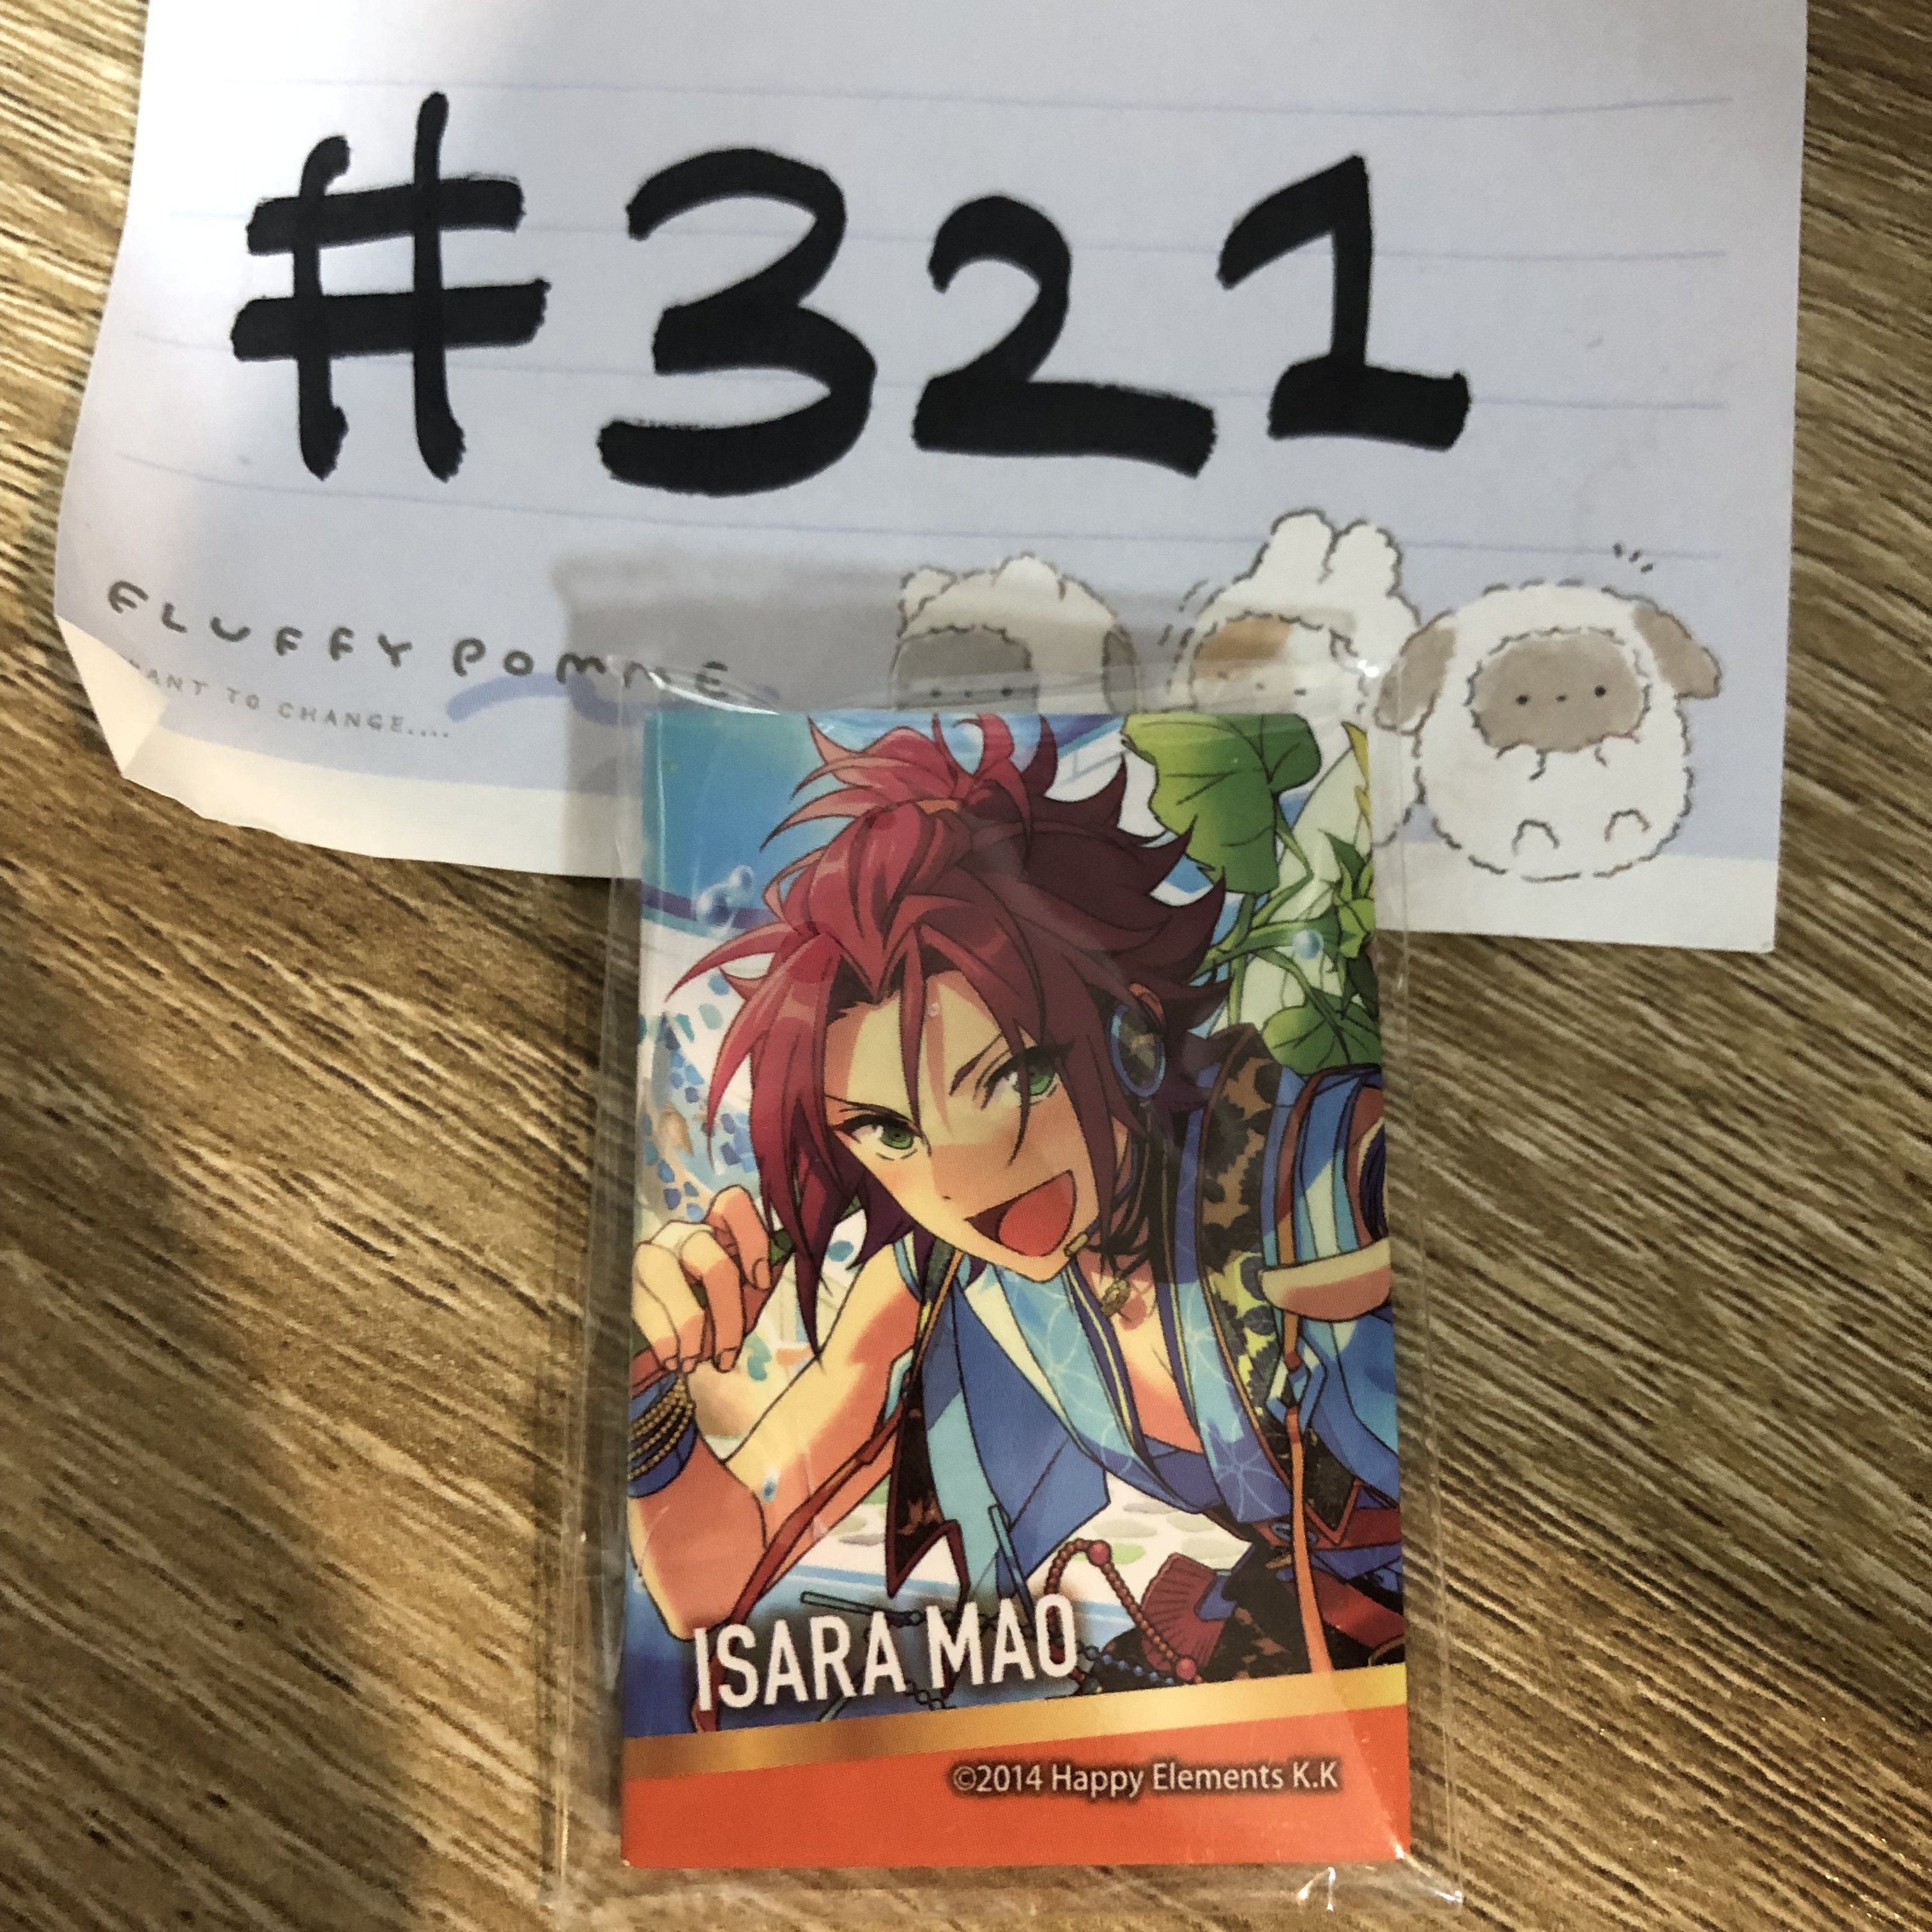 #321
FLUFFY POMME
ANT TO CHANGE....
ISARA MAO
©2014 Happy Elements K.K